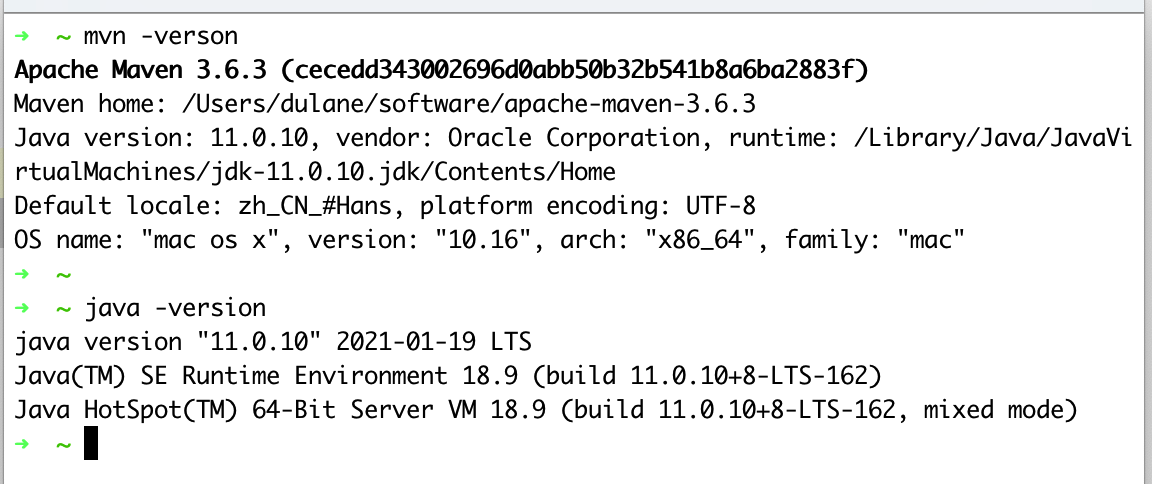 ➜ ~ mvn -verson
Apache Maven 3.6.3 (cecedd343002696d0abb50b32b541b8a6ba2883f)
Maven home: /Users/dulane/software/apache-maven-3.6.3
Java version: 11.0.10, vendor: Oracle Corporation, runtime: /Library/Java/JavaVi
rtualMachines/jdk-11.0.10.jdk/Contents/Home
Default locale: zh_CN_#Hans, platform encoding: UTF-8
OS name: "mac os x", version: "10.16", arch: "x86_64", family: "mac"
➜ ~
➜ ~ java -version
java version "11.0.10" 2021-01-19 LTS
Java(TM) SE Runtime Environment 18.9 (build 11.0.10+8-LTS-162)
Java HotSpot(TM) 64-Bit Server VM 18.9 (build 11.0.10+8-LTS-162, mixed mode)
➜ ~